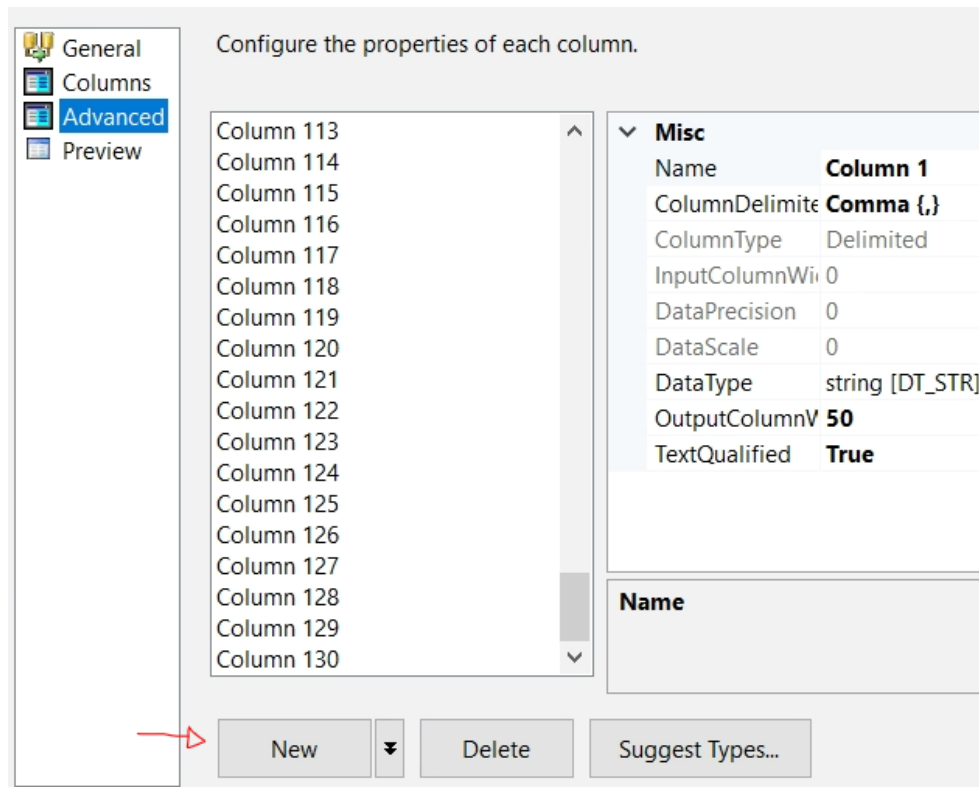 General
Columns
Advanced
Preview
Configure the properties of each column.
Column 113
Column 114
Column 115
Column 116
Column 117
Column 118
Column 119
Column 120
Column 121
Column 122
Column 123
Column 124
Column 125
Column 126
Column 127
Column 128
Column 129
Column 130
Misc
Name Column 1
ColumnDelimite Comma {,}
ColumnType Delimited
InputColumnWi 0
DataPrecision 0
DataScale 0
DataType string [DT_STR]
OutputColumnW 50
TextQualified True
Name
New Delete Suggest Types...